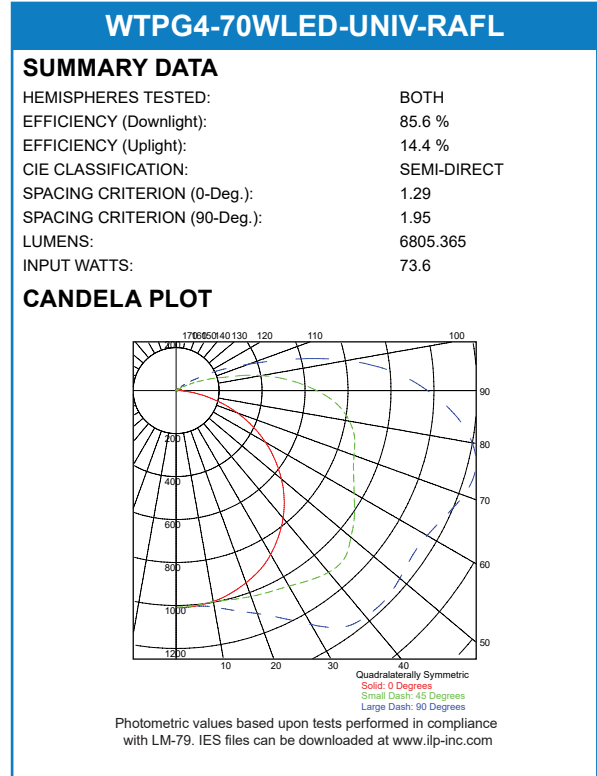 WTPG4-70WLED-UNIV-RAFL
SUMMARY DATA
HEMISPHERES TESTED: BOTH
EFFICIENCY (Downlight): 85.6 %
EFFICIENCY (Uplight): 14.4 %
CIE CLASSIFICATION: SEMI-DIRECT
SPACING CRITERION (0-Deg.): 1.29
SPACING CRITERION (90-Deg.): 1.95
LUMENS: 6805.365
INPUT WATTS: 73.6
CANDELA PLOT
170 160 150 140 130 120 110 100
90
200
80
400
70
600
800
60
1000
1200
50
10 20 30 40
Quadralaterally Symmetric
Solid: 0 Degrees
Small Dash: 45 Degrees
Large Dash: 90 Degrees
Photometric values based upon tests performed in compliance
with LM-79. IES files can be downloaded at www.ilp-inc.com